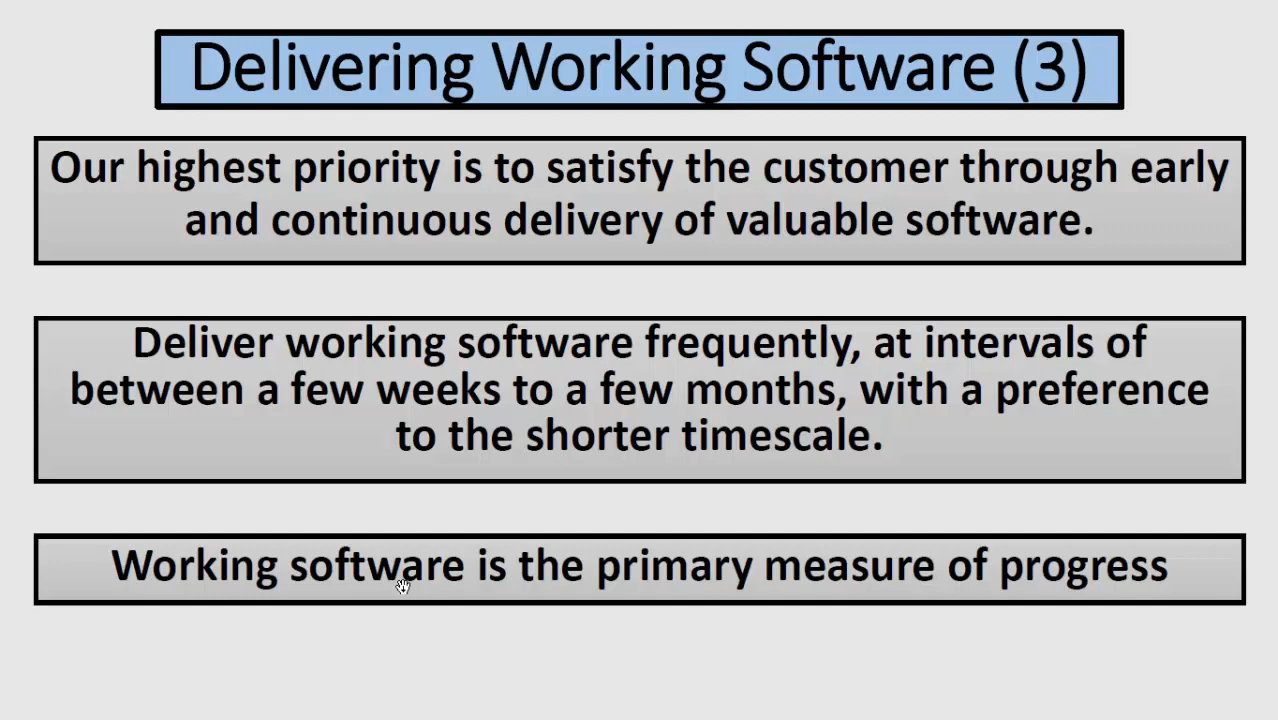 Delivering Working Software (3)
Our highest priority is to satisfy the customer through early
and continuous delivery of valuable software.
Deliver working software frequently, at intervals of
between a few weeks to a few months, with a preference
to the shorter timescale.
Working software is the primary measure of progress